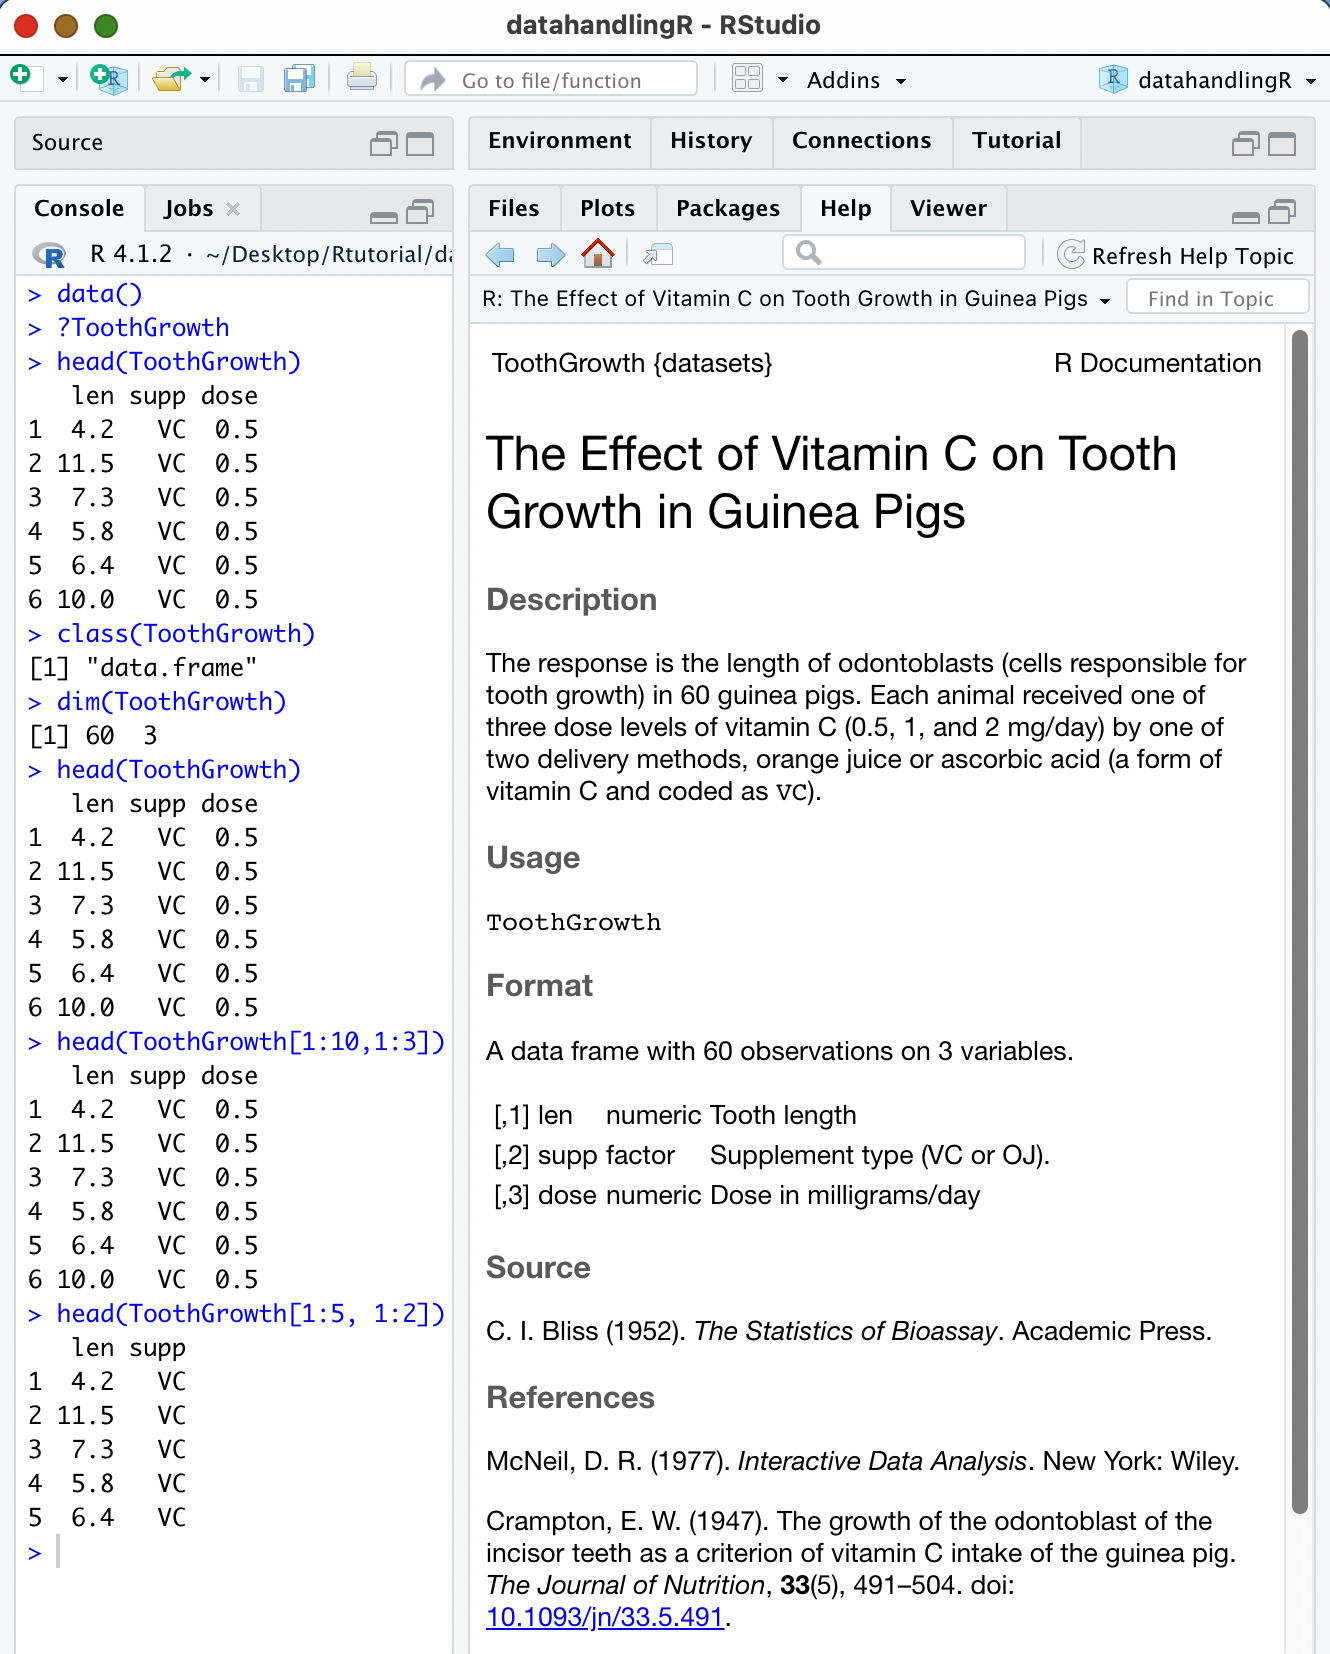 datahandlingR - RStudio
Go to file/function
Addins
datahandlingR
Source
Console
Jobs
R 4.1.2 · ~/Desktop/Rtutorial/da
> data()
> ?ToothGrowth
> head(ToothGrowth)
len supp dose
1 4.2 VC 0.5
2 11.5 VC 0.5
3 7.3 VC 0.5
4 5.8 VC 0.5
5 6.4 VC 0.5
6 10.0 VC 0.5
> class(ToothGrowth)
[1] "data.frame"
> dim(ToothGrowth)
[1] 60 3
> head(ToothGrowth)
len supp dose
1 4.2 VC 0.5
2 11.5 VC 0.5
3 7.3 VC 0.5
4 5.8 VC 0.5
5 6.4 VC 0.5
6 10.0 VC 0.5
> head(ToothGrowth[1:10,1:3])
len supp dose
1 4.2 VC 0.5
2 11.5 VC 0.5
3 7.3 VC 0.5
4 5.8 VC 0.5
5 6.4 VC 0.5
6 10.0 VC 0.5
> head(ToothGrowth[1:5, 1:2])
len supp
1 4.2 VC
2 11.5 VC
3 7.3 VC
4 5.8 VC
5 6.4 VC
>
Environment History Connections Tutorial
Files Plots Packages Help Viewer
Refresh Help Topic
R: The Effect of Vitamin C on Tooth Growth in Guinea Pigs
Find in Topic
ToothGrowth {datasets} R Documentation
The Effect of Vitamin C on Tooth
Growth in Guinea Pigs
Description
The response is the length of odontoblasts (cells responsible for
tooth growth) in 60 guinea pigs. Each animal received one of
three dose levels of vitamin C (0.5, 1, and 2 mg/day) by one of
two delivery methods, orange juice or ascorbic acid (a form of
vitamin C and coded as VC).
Usage
ToothGrowth
Format
A data frame with 60 observations on 3 variables.
[,1] len numeric Tooth length
[,2] supp factor Supplement type (VC or OJ).
[,3] dose numeric Dose in milligrams/day
Source
C. I. Bliss (1952). The Statistics of Bioassay. Academic Press.
References
McNeil, D. R. (1977). Interactive Data Analysis. New York: Wiley.
Crampton, E. W. (1947). The growth of the odontoblast of the
incisor teeth as a criterion of vitamin C intake of the guinea pig.
The Journal of Nutrition, 33(5), 491–504. doi:
10.1093/jn/33.5.491.